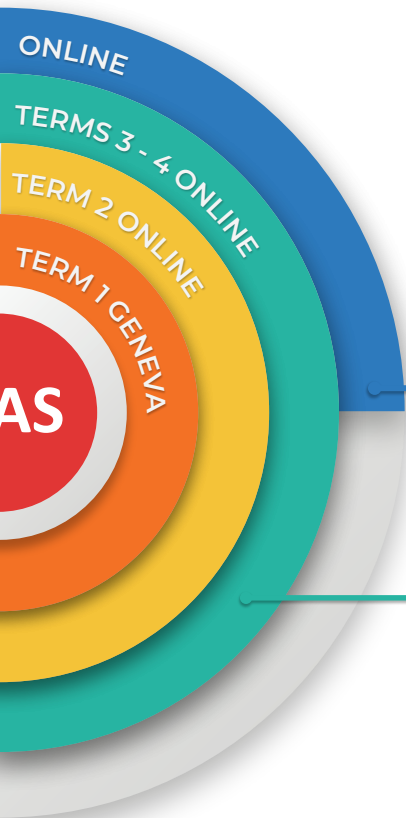 ONLINE
TERMS 3 - 4 ONLINE
TERM 2 ONLINE
TERM 1 GENEVA
AS